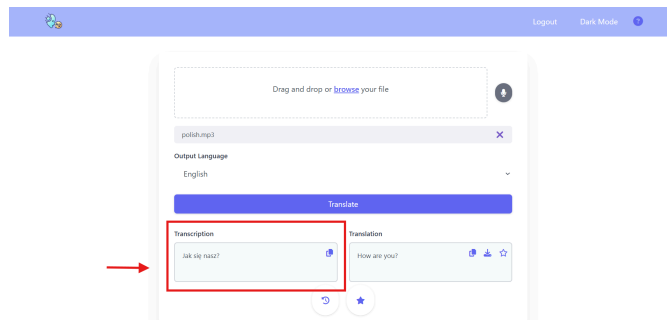 Logout Dark Mode ?
Drag and drop or browse your file
polish.mp3
Output Language
English
Translate
Transcription Translation
Jak się nasz? How are you?